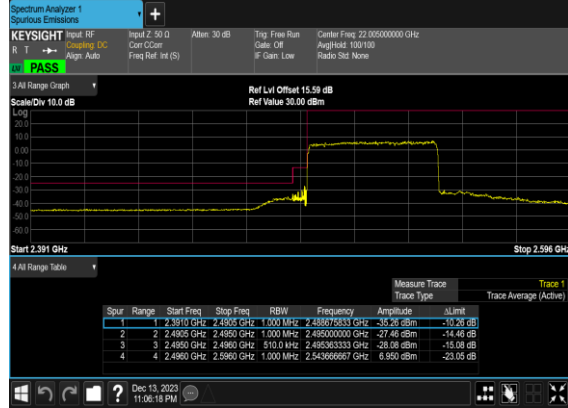 Spectrum Analyzer 1
Spurious Emissions
+
KEYSIGHT Input: RF Input Z: 50 Ω Atten: 30 dB Trig: Free Run Center Freq: 22.005000000 GHz
R T Coupling: DC Corr CCorr Gate: Off Avg|Hold: 100/100
Align: Auto Freq Ref: Int (S) IF Gain: Low Radio Std: None
LW PASS
3 All Range Graph
Ref Lvl Offset 15.59 dB
Scale/Div 10.0 dB Ref Value 30.00 dBm
Log
20.0
10.0
0.00
-10.0
-20.0
-30.0
-40.0
-50.0
-60.0
Start 2.391 GHz Stop 2.596 GHz
4 All Range Table
Measure Trace Trace 1
Trace Type Trace Average (Active)
Spur Range Start Freq Stop Freq RBW Frequency Amplitude ΔLimit
1 1 2.3910 GHz 2.4905 GHz 1.000 MHz 2.488675833 GHz -35.26 dBm -10.26 dB
2 2 2.4905 GHz 2.4950 GHz 1.000 MHz 2.495000000 GHz -27.46 dBm -14.46 dB
3 3 2.4950 GHz 2.4960 GHz 510.0 kHz 2.495363333 GHz -28.08 dBm -15.08 dB
4 4 2.4960 GHz 2.5960 GHz 1.000 MHz 2.543666667 GHz 6.950 dBm -23.05 dB
? Dec 13, 2023
11:06:18 PM